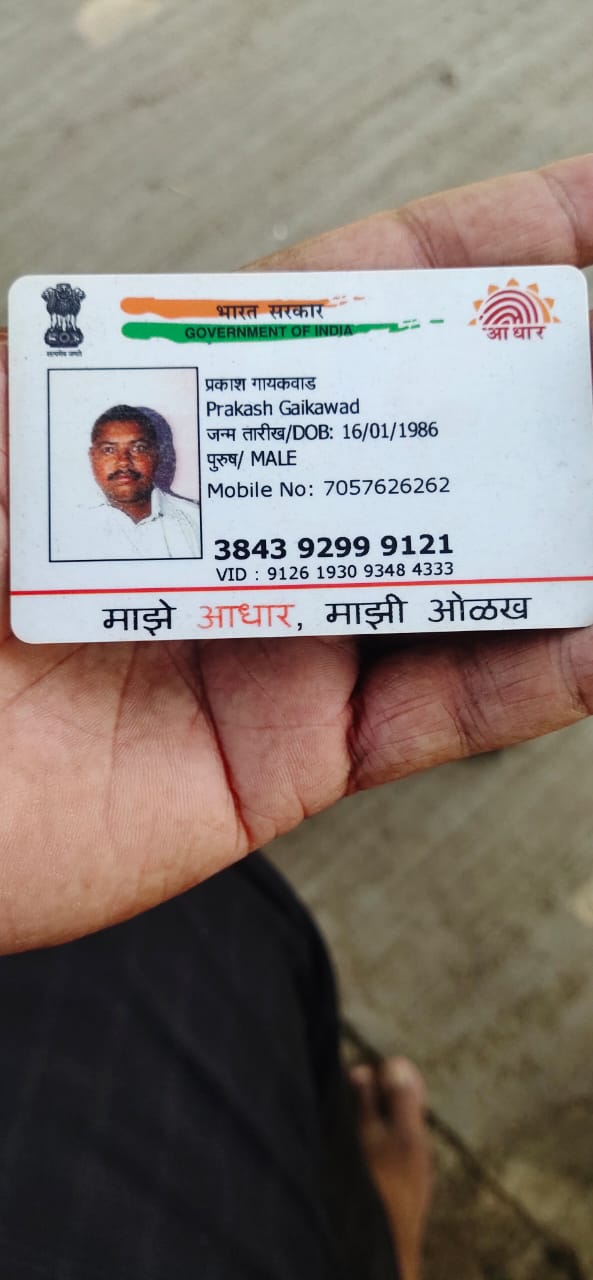 भारत सरकार
GOVERNMENT OF INDIA
सत्यमेव जयते
आधार
प्रकाश गायकवाड
Prakash Gaikawad
जन्म तारीख/DOB: 16/01/1986
पुरुष/ MALE
Mobile No: 7057626262
3843 9299 9121
VID : 9126 1930 9348 4333
माझे आधार, माझी ओळख